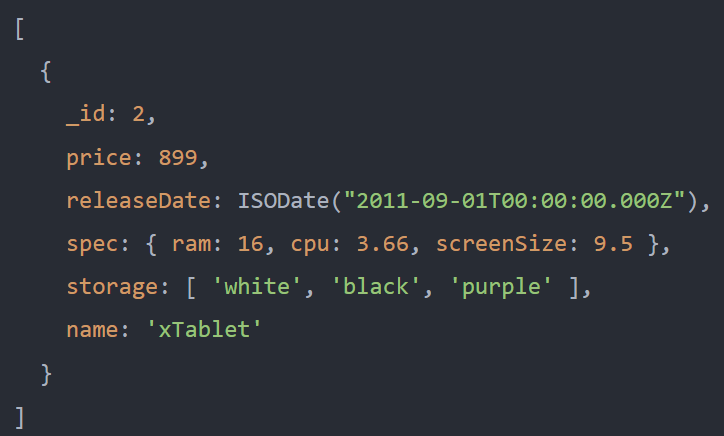 [
  {
    _id: 2,
    price: 899,
    releaseDate: ISODate("2011-09-01T00:00:00.000Z"),
    spec: { ram: 16, cpu: 3.66, screenSize: 9.5 },
    storage: [ 'white', 'black', 'purple' ],
    name: 'xTablet'
  }
]